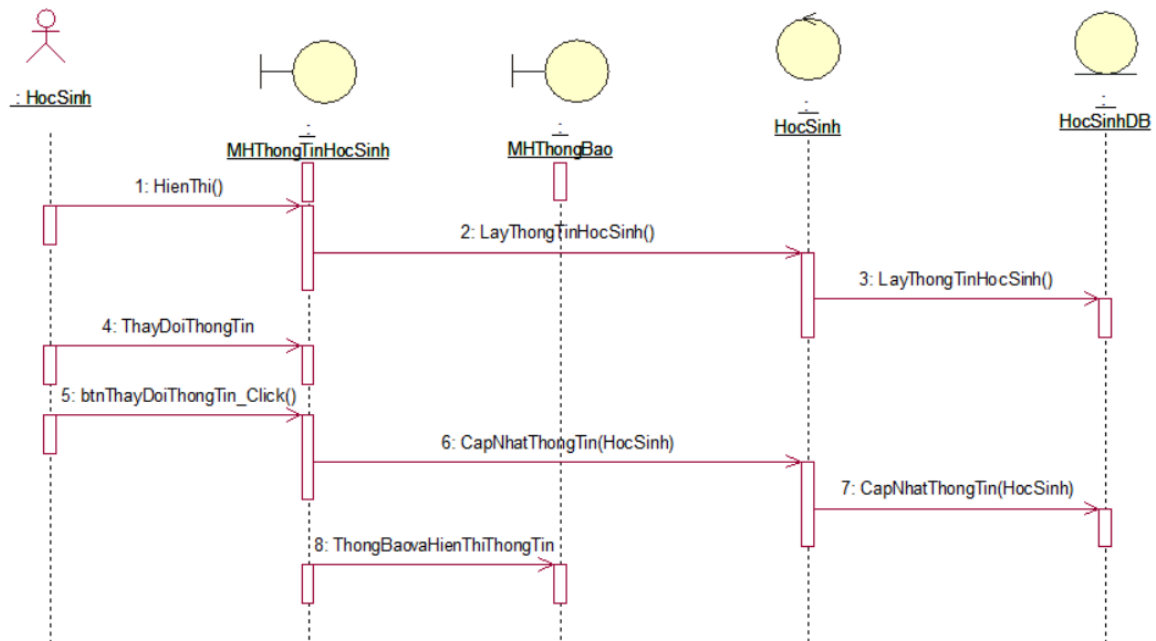 : HocSinh
:
MHThongTinHocSinh
:
MHThongBao
:
HocSinh
:
HocSinhDB
1: HienThi()
2: LayThongTinHocSinh()
3: LayThongTinHocSinh()
4: ThayDoiThongTin
5: btnThayDoiThongTin_Click()
6: CapNhatThongTin(HocSinh)
7: CapNhatThongTin(HocSinh)
8: ThongBaovaHienThiThongTin